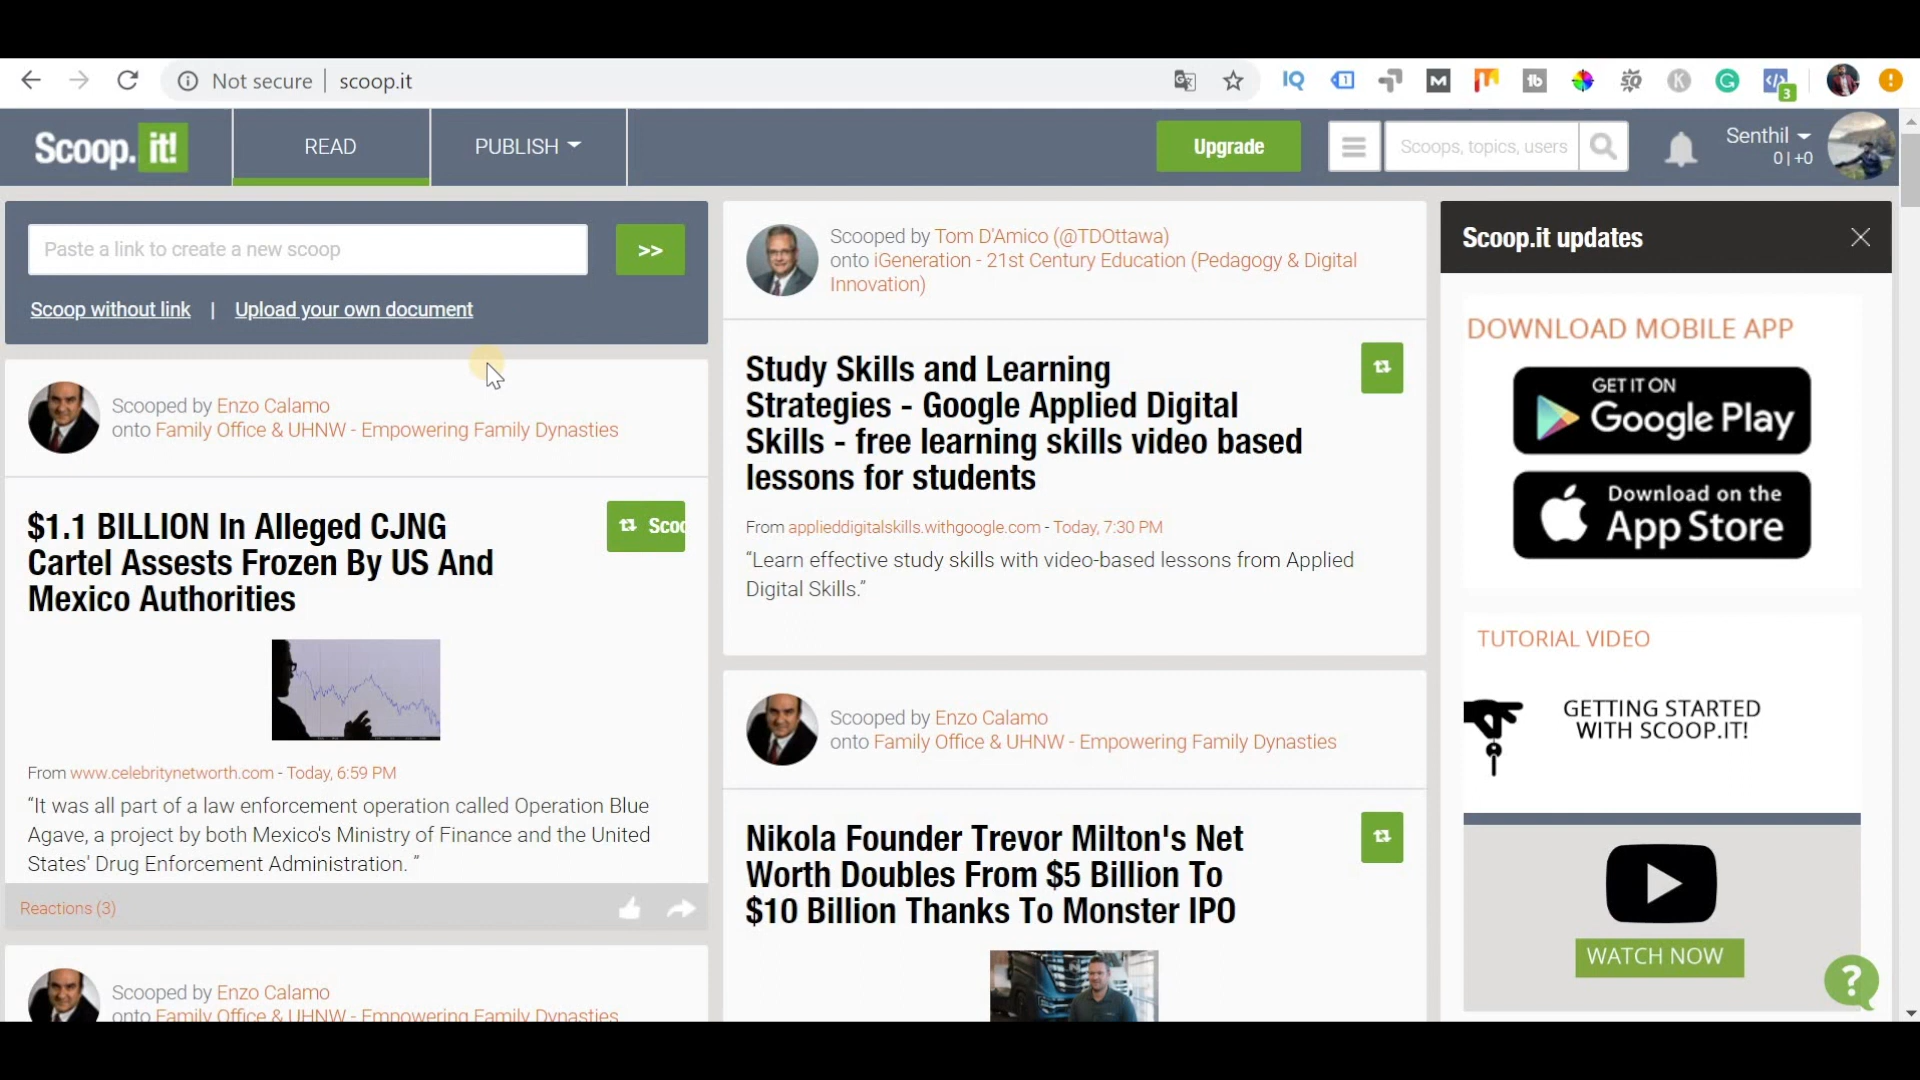 Not secure | scoop.it
3
Scoop.it!
READ
PUBLISH
Upgrade
Scoops, topics, users
Senthil
0 | +0
Paste a link to create a new scoop
>>
Scoop without link | Upload your own document
Scooped by Enzo Calamo
onto Family Office & UHNW - Empowering Family Dynasties
$1.1 BILLION In Alleged CJNG
Cartel Assests Frozen By US And
Mexico Authorities
Scoo
From www.celebritynetworth.com - Today, 6:59 PM
“It was all part of a law enforcement operation called Operation Blue
Agave, a project by both Mexico's Ministry of Finance and the United
States' Drug Enforcement Administration. ”
Reactions (3)
Scooped by Enzo Calamo
onto Family Office & UHNW - Empowering Family Dynasties
Scooped by Tom D'Amico (@TDOttawa)
onto iGeneration - 21st Century Education (Pedagogy & Digital
Innovation)
Study Skills and Learning
Strategies - Google Applied Digital
Skills - free learning skills video based
lessons for students
From applieddigitalskills.withgoogle.com - Today, 7:30 PM
“Learn effective study skills with video-based lessons from Applied
Digital Skills.”
Scooped by Enzo Calamo
onto Family Office & UHNW - Empowering Family Dynasties
Nikola Founder Trevor Milton's Net
Worth Doubles From $5 Billion To
$10 Billion Thanks To Monster IPO
Scoop.it updates
DOWNLOAD MOBILE APP
GET IT ON
Google Play
Download on the
App Store
TUTORIAL VIDEO
GETTING STARTED
WITH SCOOP.IT!
WATCH NOW
?